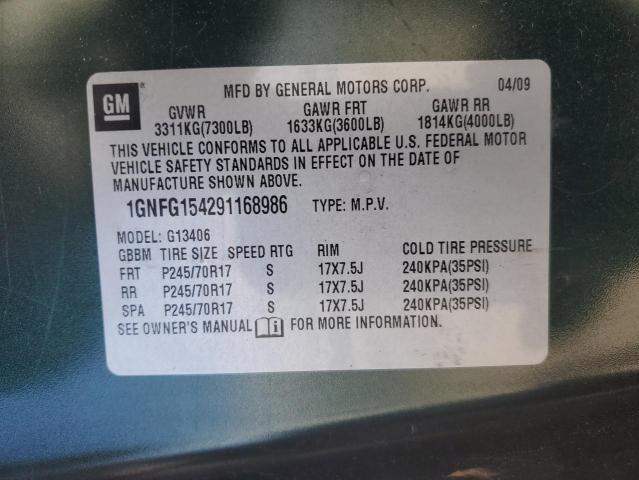 GM
MFD BY GENERAL MOTORS CORP. 04/09
GVWR GAWR FRT GAWR RR
3311KG(7300LB) 1633KG(3600LB) 1814KG(4000LB)
THIS VEHICLE CONFORMS TO ALL APPLICABLE U.S. FEDERAL MOTOR
VEHICLE SAFETY STANDARDS IN EFFECT ON THE DATE OF
MANUFACTURE SHOWN ABOVE.
1GNFG154291168986 TYPE: M.P.V.
MODEL: G13406
GBBM TIRE SIZE SPEED RTG RIM COLD TIRE PRESSURE
FRT P245/70R17 S 17X7.5J 240KPA(35PSI)
RR P245/70R17 S 17X7.5J 240KPA(35PSI)
SPA P245/70R17 S 17X7.5J 240KPA(35PSI)
SEE OWNER'S MANUAL FOR MORE INFORMATION.